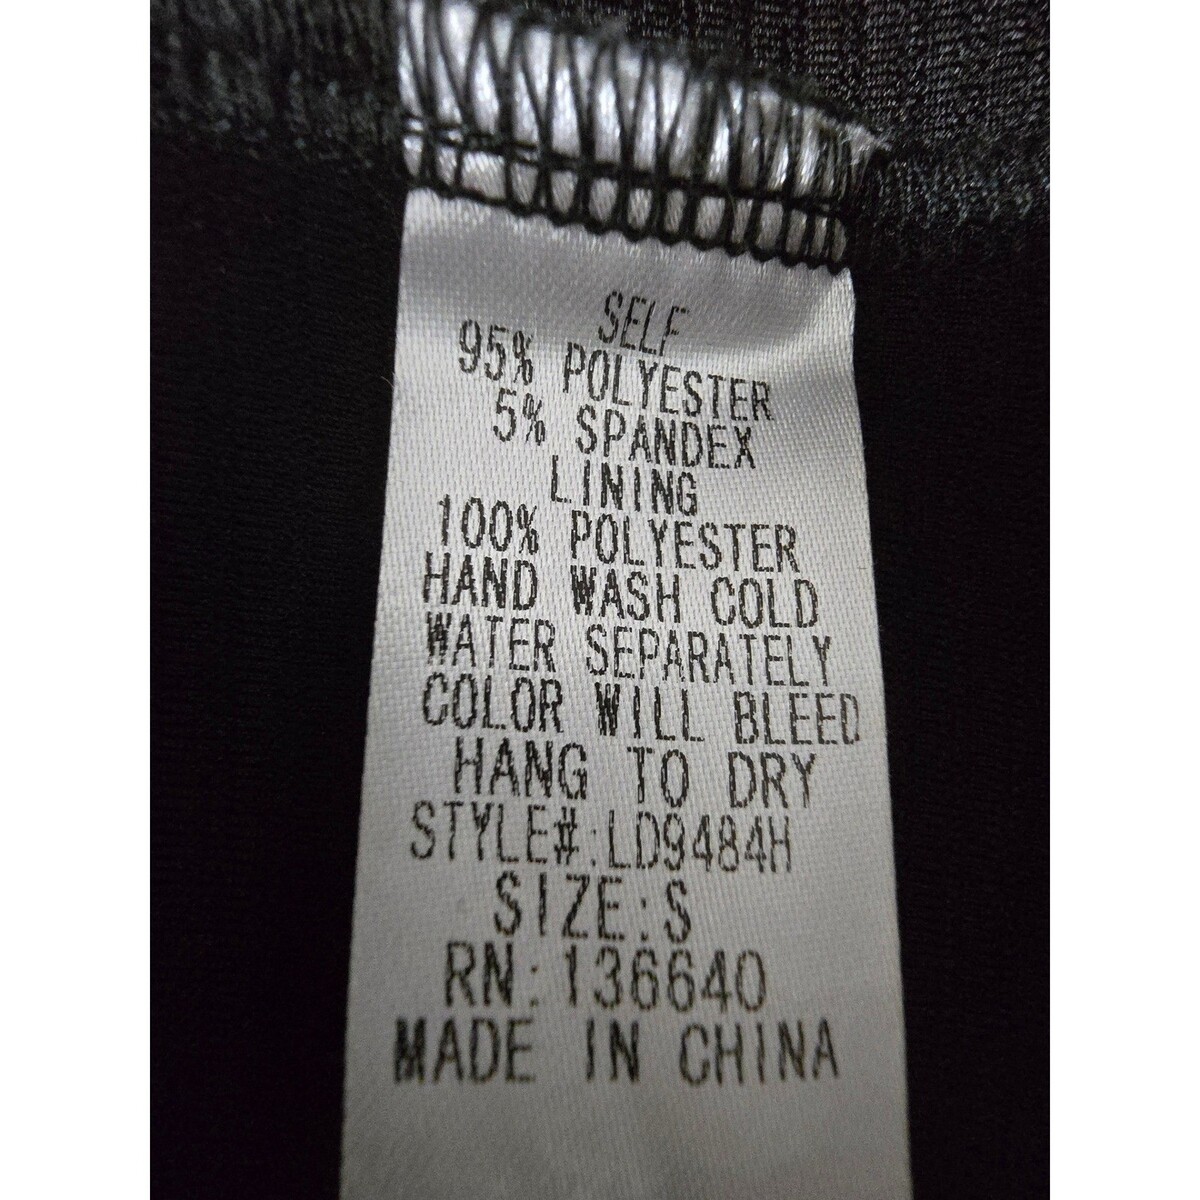 SELF
95% POLYESTER
5% SPANDEX
LINING
100% POLYESTER
HAND WASH COLD
WATER SEPARATELY
COLOR WILL BLEED
HANG TO DRY
STYLE#:LD9484H
SIZE:S
RN:136640
MADE IN CHINA